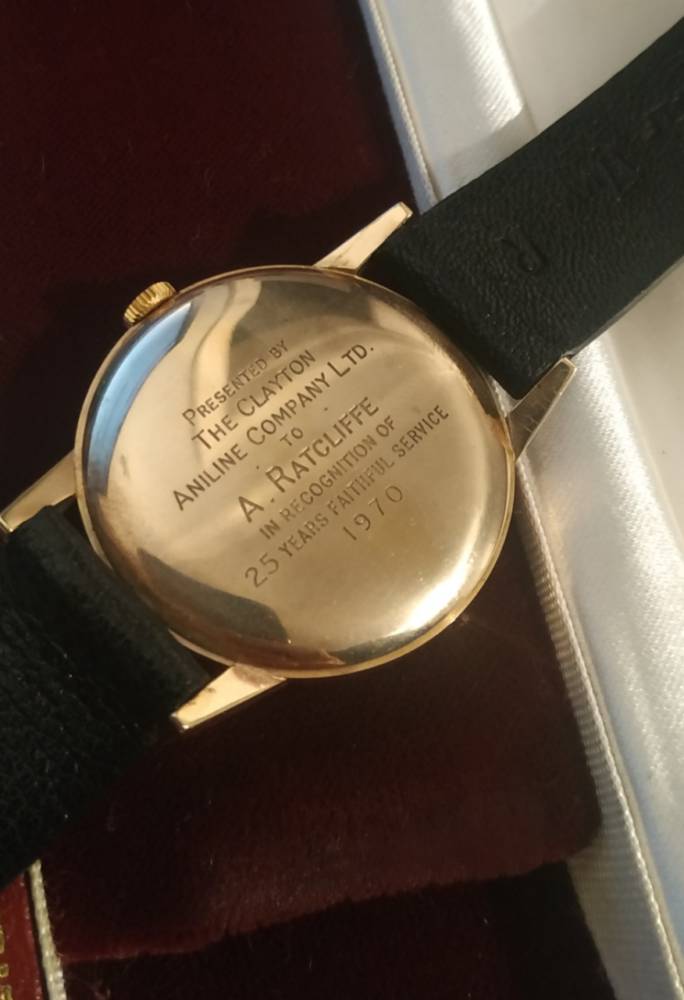 PRESENTED BY
THE CLAYTON
ANILINE COMPANY LTD.
TO
A. RATCLIFFE
IN RECOGNITION OF
25 YEARS FAITHFUL SERVICE
1970